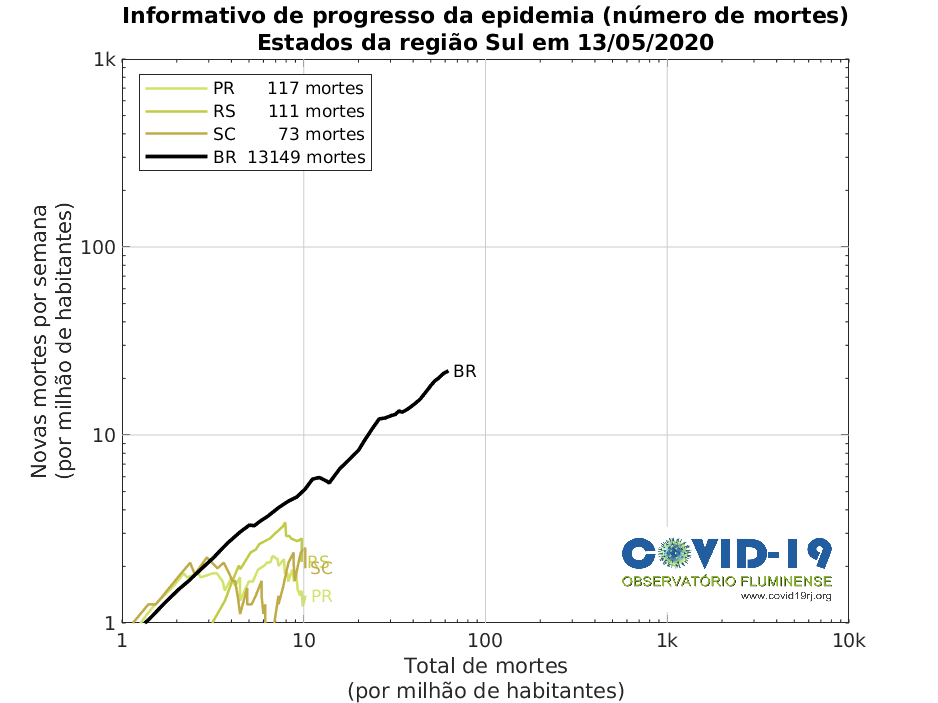 Informativo de progresso da epidemia (número de mortes)
Estados da região Sul em 13/05/2020
1k
PR 117 mortes
RS 111 mortes
SC 73 mortes
BR 13149 mortes
Novas mortes por semana
(por milhão de habitantes)
100
BR
10
COVID-19
OBSERVATÓRIO FLUMINENSE
www.covid19rj.org
RS
SC
PR
1
1 10 100 1k 10k
Total de mortes
(por milhão de habitantes)